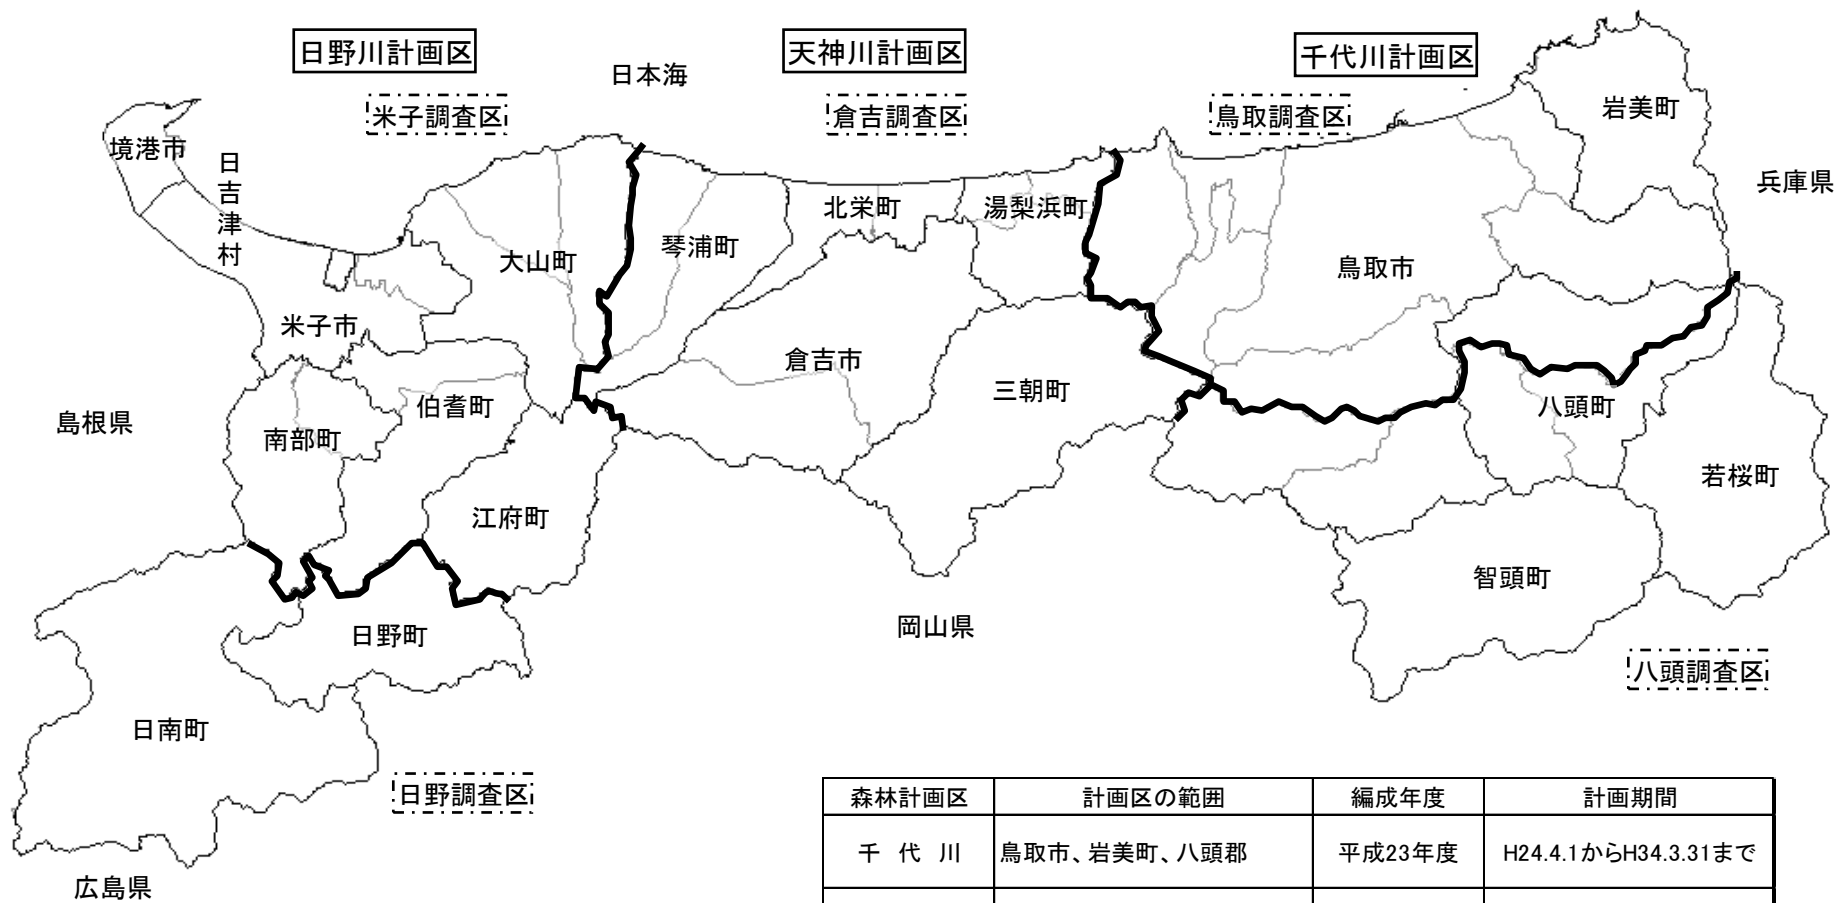 日野川計画区
天神川計画区
千代川計画区
日本海
米子調査区
倉吉調査区
鳥取調査区
岩美町
境港市
日吉津村
兵庫県
北栄町
湯梨浜町
大山町
琴浦町
鳥取市
米子市
倉吉市
三朝町
伯耆町
八頭町
島根県
南部町
若桜町
江府町
智頭町
岡山県
日野町
八頭調査区
日南町
日野調査区
広島県
森林計画区 計画区の範囲 編成年度 計画期間
千代川 鳥取市、岩美町、八頭郡 平成23年度 H24.4.1からH34.3.31まで